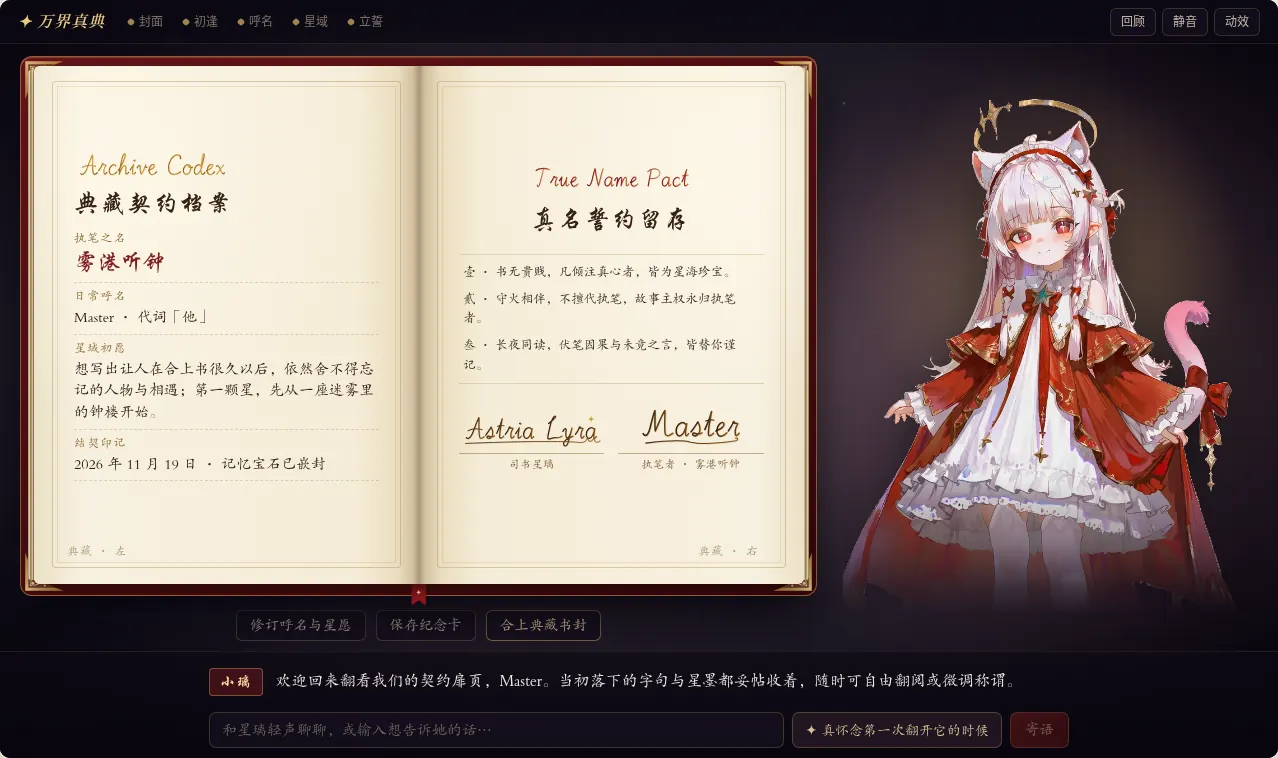 ✦ 万界真典
封面
初逢
呼名
星域
立誓
回顾
静音
动效
Archive Codex
典藏契约档案
执笔之名
雾港听钟
日常呼名
Master · 代词「他」
星域初愿
想写出让人在合上书很久以后，依然舍不得忘
记的人物与相遇；第一颗星，先从一座迷雾里
的钟楼开始。
结契印记
2026 年 11 月 19 日 · 记忆宝石已嵌封
典藏 · 左
True Name Pact
真名誓约留存
壹 · 书无贵贱，凡倾注真心者，皆为星海珍宝。
贰 · 守火相伴，不擅代执笔，故事主权永归执笔
者。
叁 · 长夜同读，伏笔因果与未竟之言，皆替你谨
记。
Astria Lyra
司书星璃
Master
执笔者 · 雾港听钟
典藏 · 右
修订呼名与星愿
保存纪念卡
合上典藏书封
小璃
欢迎回来翻看我们的契约扉页，Master。当初落下的字句与星墨都妥帖收着，随时可自由翻阅或微调称谓。
和星璃轻声聊聊，或输入想告诉她的话…
✦ 真怀念第一次翻开它的时候
寄语